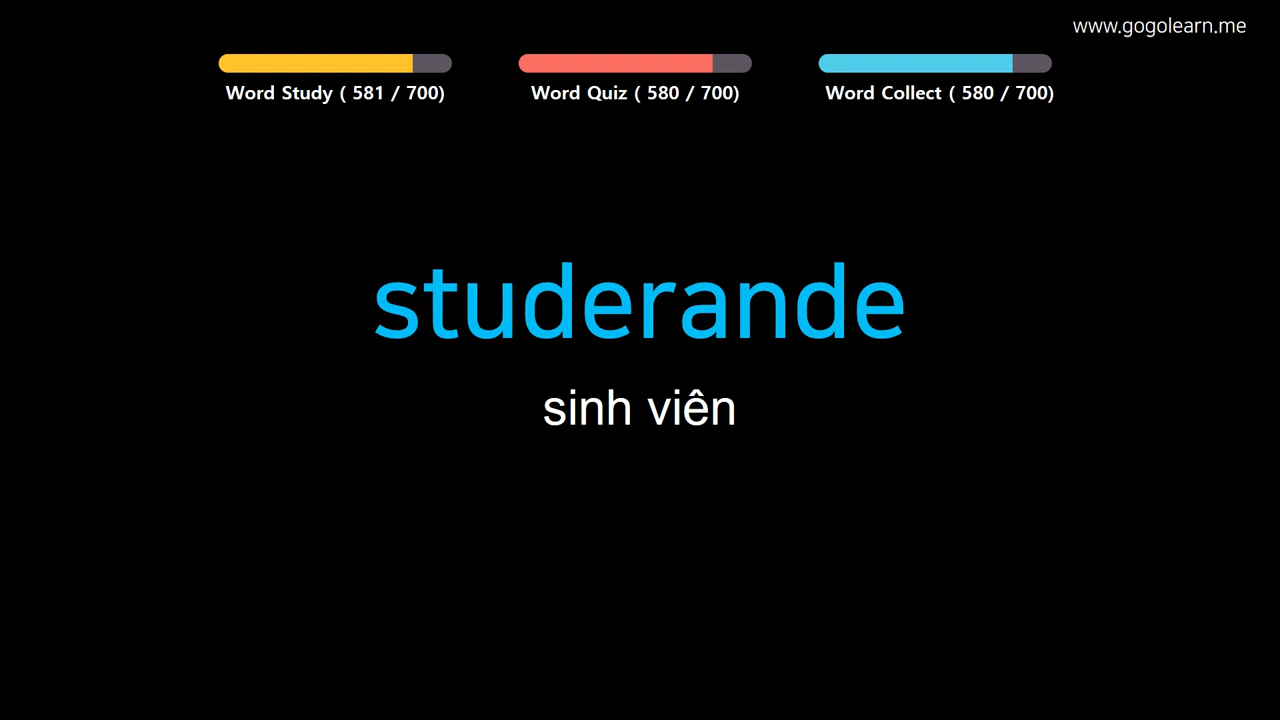 www.gogolearn.me
Word Study ( 581 / 700)
Word Quiz ( 580 / 700)
Word Collect ( 580 / 700)
studerande
sinh viên